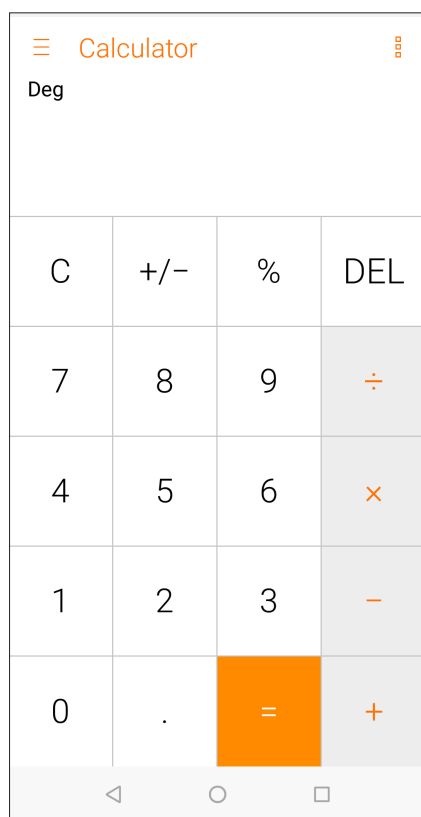 Calculator
Deg
C +/− % DEL
7 8 9 ÷
4 5 6 ×
1 2 3 −
0 . = +